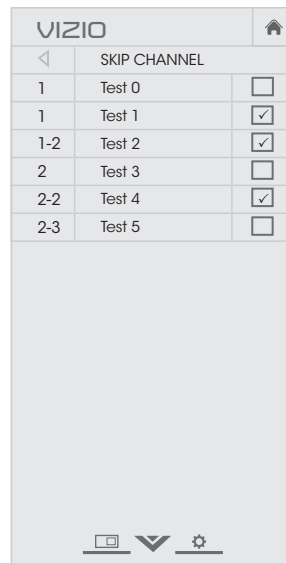 VIZIO
SKIP CHANNEL
1 Test 0
1 Test 1
1-2 Test 2
2 Test 3
2-2 Test 4
2-3 Test 5